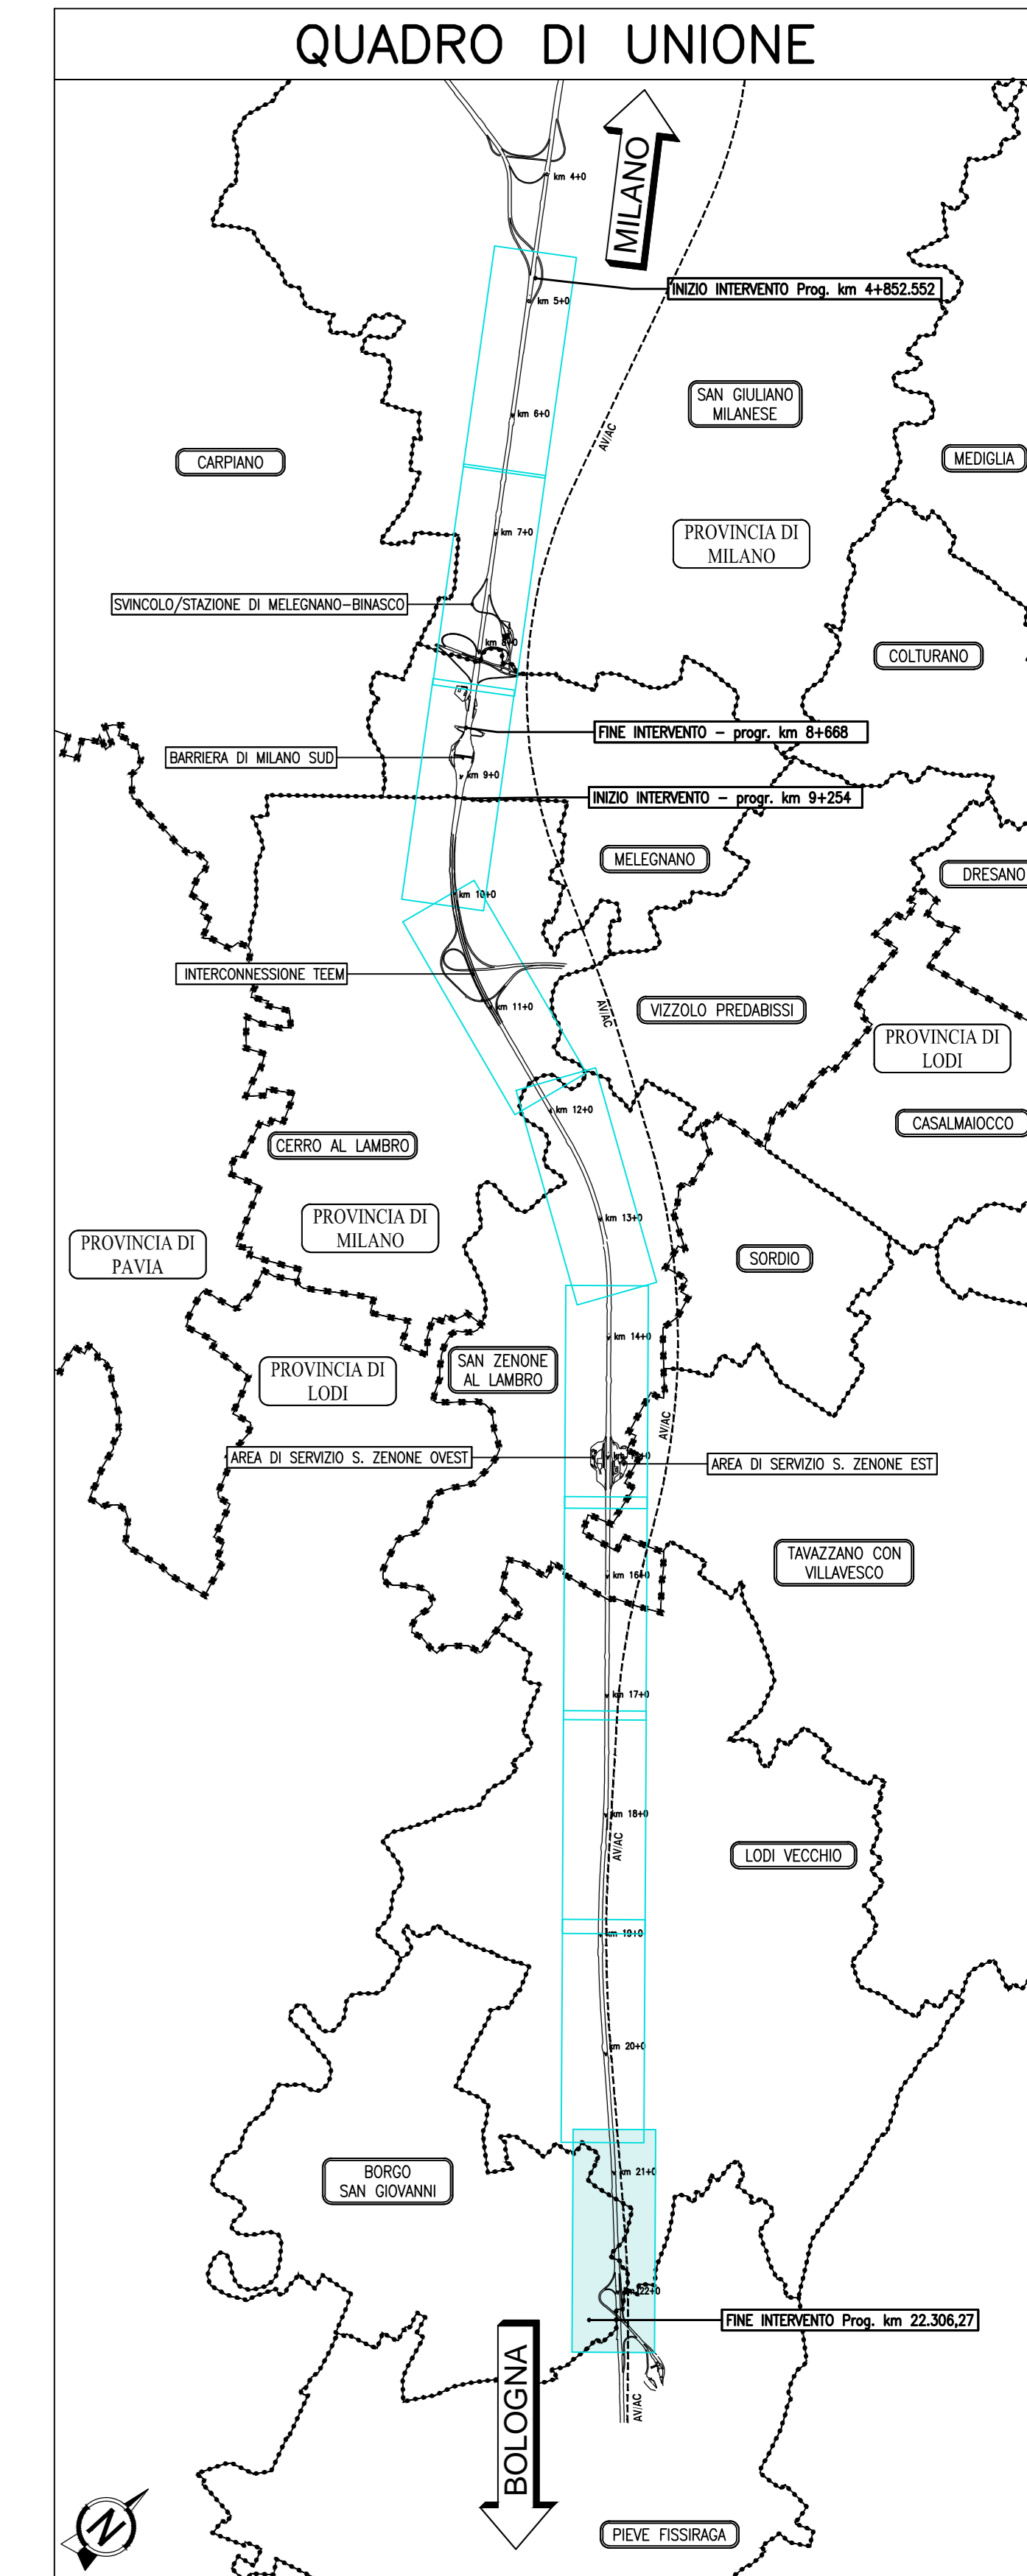 QUADRO DI UNIONE
MILANO
km 4+0
INIZIO INTERVENTO Prog. km 4+852.552
km 5+0
SAN GIULIANO
MILANESE
km 6+0
AV/AC
CARPIANO
MEDIGLIA
PROVINCIA DI
MILANO
km 7+0
SVINCOLO/STAZIONE DI MELEGNANO-BINASCO
km 8+0
COLTURANO
FINE INTERVENTO - progr. km 8+668
BARRIERA DI MILANO SUD
km 9+0
INIZIO INTERVENTO - progr. km 9+254
MELEGNANO
DRESANO
km 10+0
INTERCONNESSIONE TEEM
km 11+0
AV/AC
VIZZOLO PREDABISSI
PROVINCIA DI
LODI
km 12+0
CASALMAIOCCO
CERRO AL LAMBRO
PROVINCIA DI
MILANO
km 13+0
PROVINCIA DI
PAVIA
SORDIO
km 14+0
SAN ZENONE
AL LAMBRO
PROVINCIA DI
LODI
AV/AC
AREA DI SERVIZIO S. ZENONE OVEST
AREA DI SERVIZIO S. ZENONE EST
TAVAZZANO CON
VILLAVESCO
km 16+0
km 17+0
km 18+0
AV/AC
LODI VECCHIO
km 19+0
km 20+0
km 21+0
BORGO
SAN GIOVANNI
km 22+0
FINE INTERVENTO Prog. km 22.306,27
BOLOGNA
AV/AC
N
PIEVE FISSIRAGA